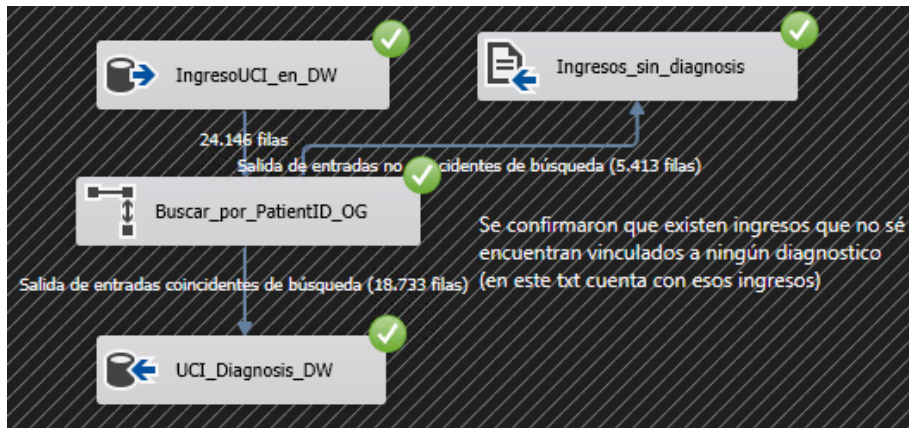 IngresoUCI_en_DW
Ingresos_sin_diagnosis
24.146 filas
Salida de entradas no cidentes de búsqueda (5.413 filas)
Buscar_por_PatientID_OG
Se confirmaron que existen ingresos que no sé
encuentran vinculados a ningún diagnostico
(en este txt cuenta con esos ingresos)
Salida de entradas coincidentes de búsqueda (18.733 filas)
UCI_Diagnosis_DW